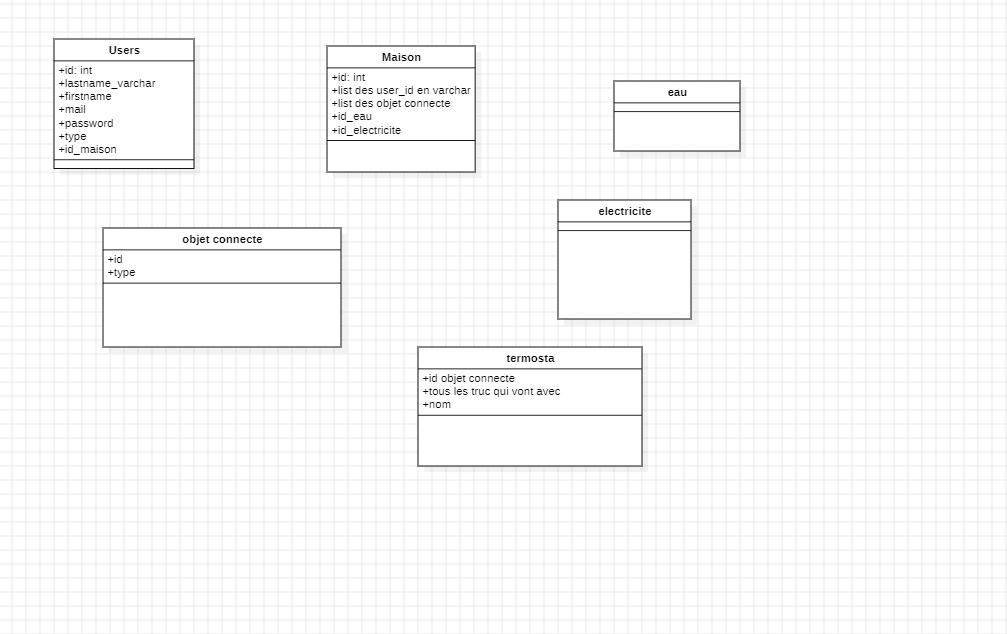 Users
+id: int
+lastname_varchar
+firstname
+mail
+password
+type
+id_maison
Maison
+id: int
+list des user_id en varchar
+list des objet connecte
+id_eau
+id_electricite
eau
electricite
objet connecte
+id
+type
termosta
+id objet connecte
+tous les truc qui vont avec
+nom